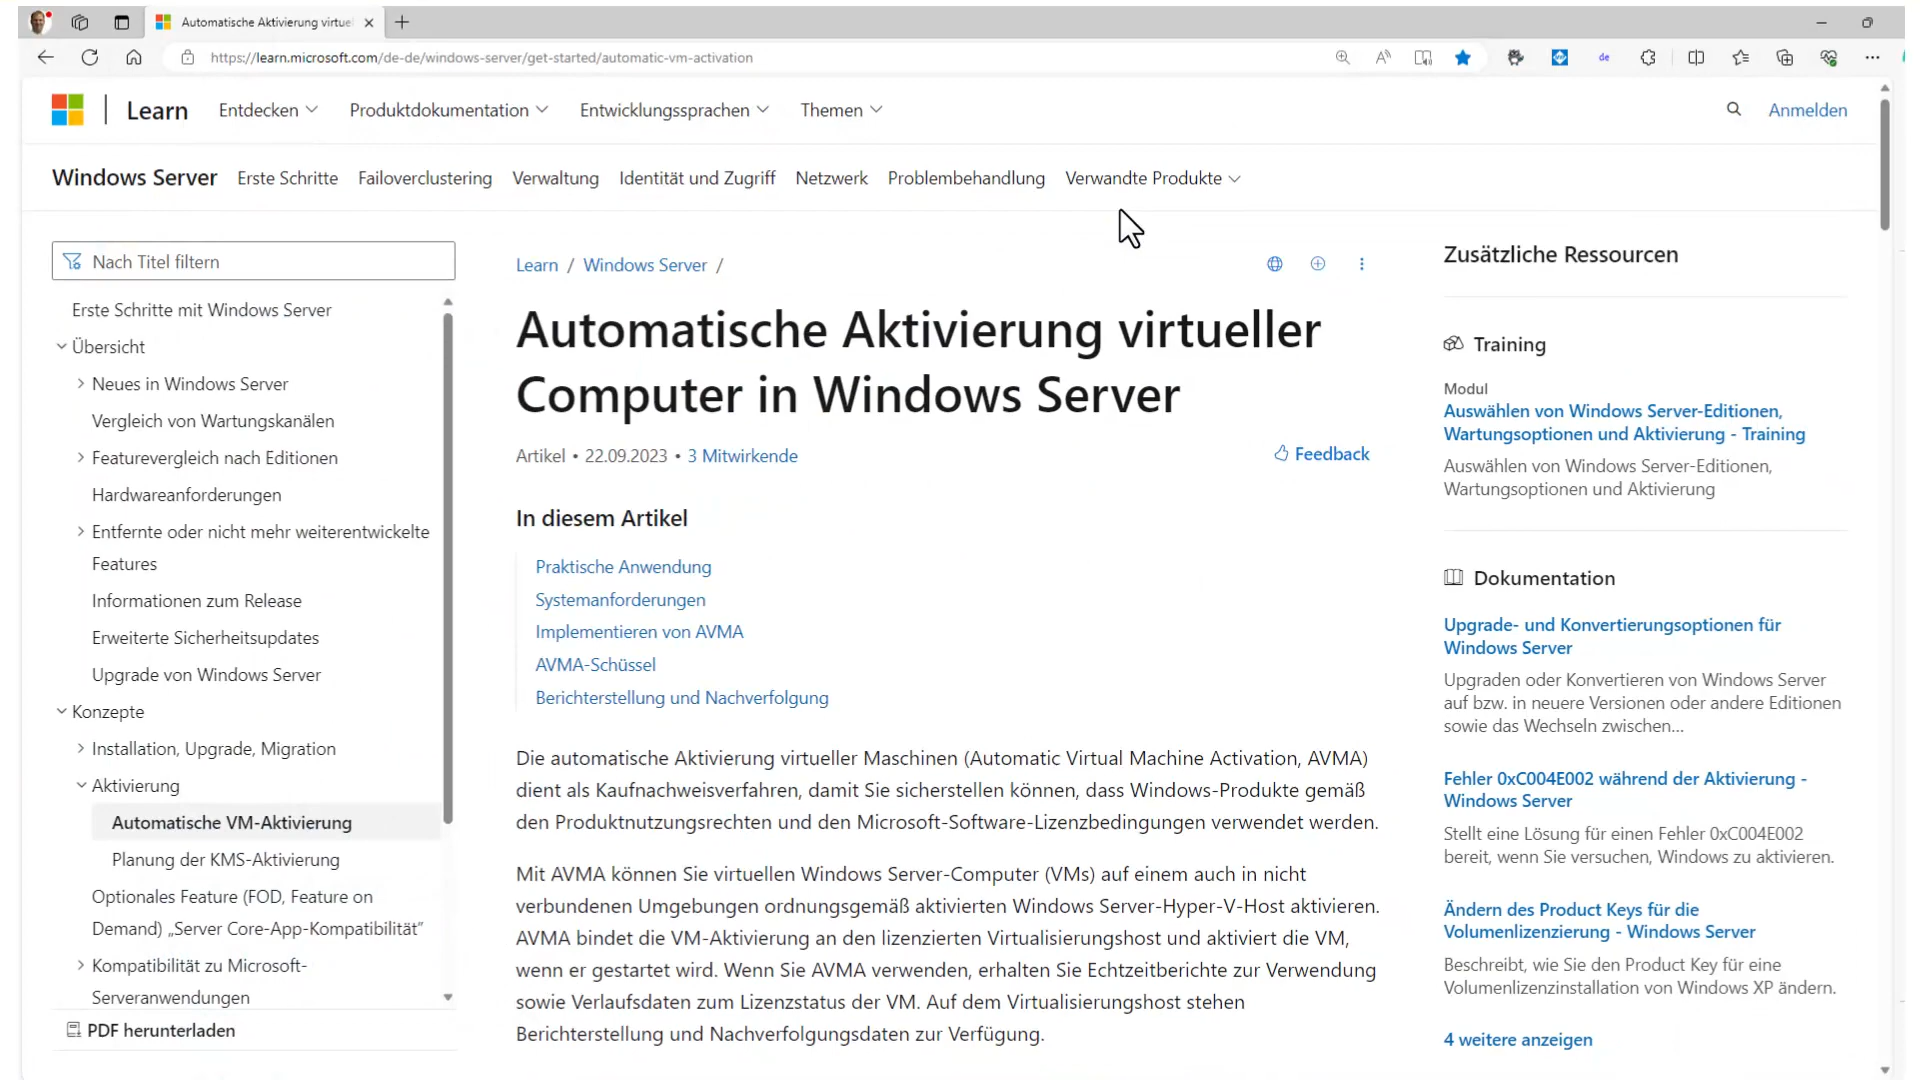 Automatische Aktivierung virtuel
https://learn.microsoft.com/de-de/windows-server/get-started/automatic-vm-activation
de
Learn
Entdecken
Produktdokumentation
Entwicklungssprachen
Themen
Anmelden
Windows Server
Erste Schritte
Failoverclustering
Verwaltung
Identität und Zugriff
Netzwerk
Problembehandlung
Verwandte Produkte
Nach Titel filtern
Erste Schritte mit Windows Server
Übersicht
Neues in Windows Server
Vergleich von Wartungskanälen
Featurevergleich nach Editionen
Hardwareanforderungen
Entfernte oder nicht mehr weiterentwickelte
Features
Informationen zum Release
Erweiterte Sicherheitsupdates
Upgrade von Windows Server
Konzepte
Installation, Upgrade, Migration
Aktivierung
Automatische VM-Aktivierung
Planung der KMS-Aktivierung
Optionales Feature (FOD, Feature on
Demand) „Server Core-App-Kompatibilität"
Kompatibilität zu Microsoft-
Serveranwendungen
PDF herunterladen
Learn / Windows Server /
Automatische Aktivierung virtueller
Computer in Windows Server
Artikel • 22.09.2023 • 3 Mitwirkende
Feedback
In diesem Artikel
Praktische Anwendung
Systemanforderungen
Implementieren von AVMA
AVMA-Schüssel
Berichterstellung und Nachverfolgung
Die automatische Aktivierung virtueller Maschinen (Automatic Virtual Machine Activation, AVMA)
dient als Kaufnachweisverfahren, damit Sie sicherstellen können, dass Windows-Produkte gemäß
den Produktnutzungsrechten und den Microsoft-Software-Lizenzbedingungen verwendet werden.
Mit AVMA können Sie virtuellen Windows Server-Computer (VMs) auf einem auch in nicht
verbundenen Umgebungen ordnungsgemäß aktivierten Windows Server-Hyper-V-Host aktivieren.
AVMA bindet die VM-Aktivierung an den lizenzierten Virtualisierungshost und aktiviert die VM,
wenn er gestartet wird. Wenn Sie AVMA verwenden, erhalten Sie Echtzeitberichte zur Verwendung
sowie Verlaufsdaten zum Lizenzstatus der VM. Auf dem Virtualisierungshost stehen
Berichterstellung und Nachverfolgungsdaten zur Verfügung.
Zusätzliche Ressourcen
Training
Modul
Auswählen von Windows Server-Editionen,
Wartungsoptionen und Aktivierung - Training
Auswählen von Windows Server-Editionen,
Wartungsoptionen und Aktivierung
Dokumentation
Upgrade- und Konvertierungsoptionen für
Windows Server
Upgraden oder Konvertieren von Windows Server
auf bzw. in neuere Versionen oder andere Editionen
sowie das Wechseln zwischen...
Fehler 0xC004E002 während der Aktivierung -
Windows Server
Stellt eine Lösung für einen Fehler 0xC004E002
bereit, wenn Sie versuchen, Windows zu aktivieren.
Ändern des Product Keys für die
Volumenlizenzierung - Windows Server
Beschreibt, wie Sie den Product Key für eine
Volumenlizenzinstallation von Windows XP ändern.
4 weitere anzeigen